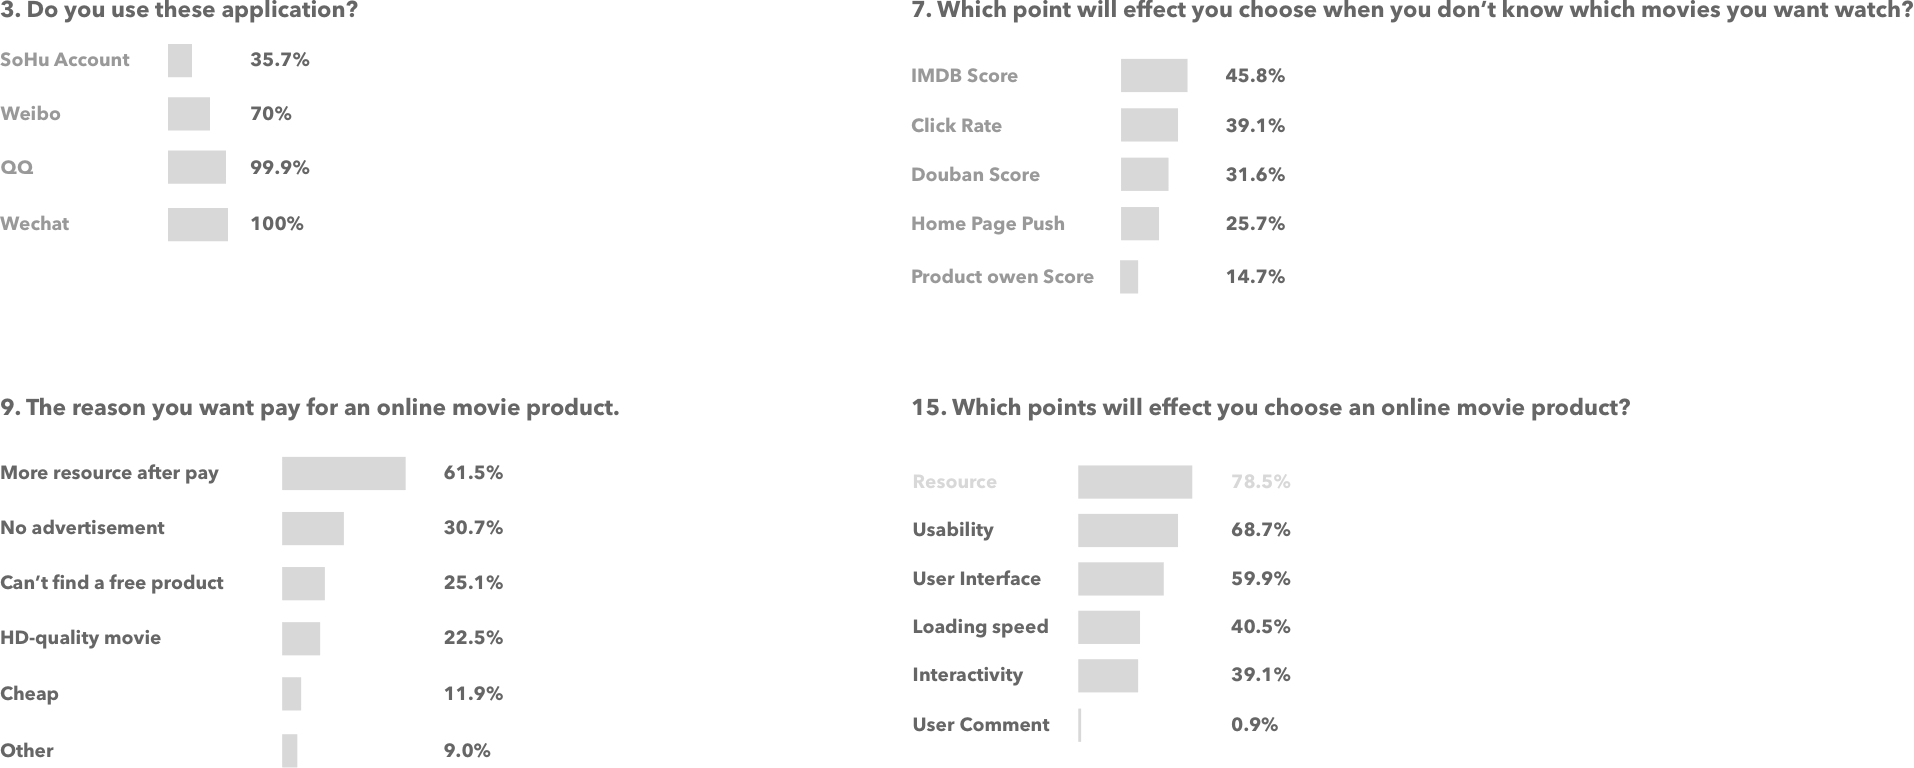 3. Do you use these application?
SoHu Account 35.7%
Weibo 70%
QQ 99.9%
Wechat 100%
7. Which point will effect you choose when you don’t know which movies you want watch?
IMDB Score 45.8%
Click Rate 39.1%
Douban Score 31.6%
Home Page Push 25.7%
Product owen Score 14.7%
9. The reason you want pay for an online movie product.
More resource after pay 61.5%
No advertisement 30.7%
Can’t find a free product 25.1%
HD-quality movie 22.5%
Cheap 11.9%
Other 9.0%
15. Which points will effect you choose an online movie product?
Resource 78.5%
Usability 68.7%
User Interface 59.9%
Loading speed 40.5%
Interactivity 39.1%
User Comment 0.9%